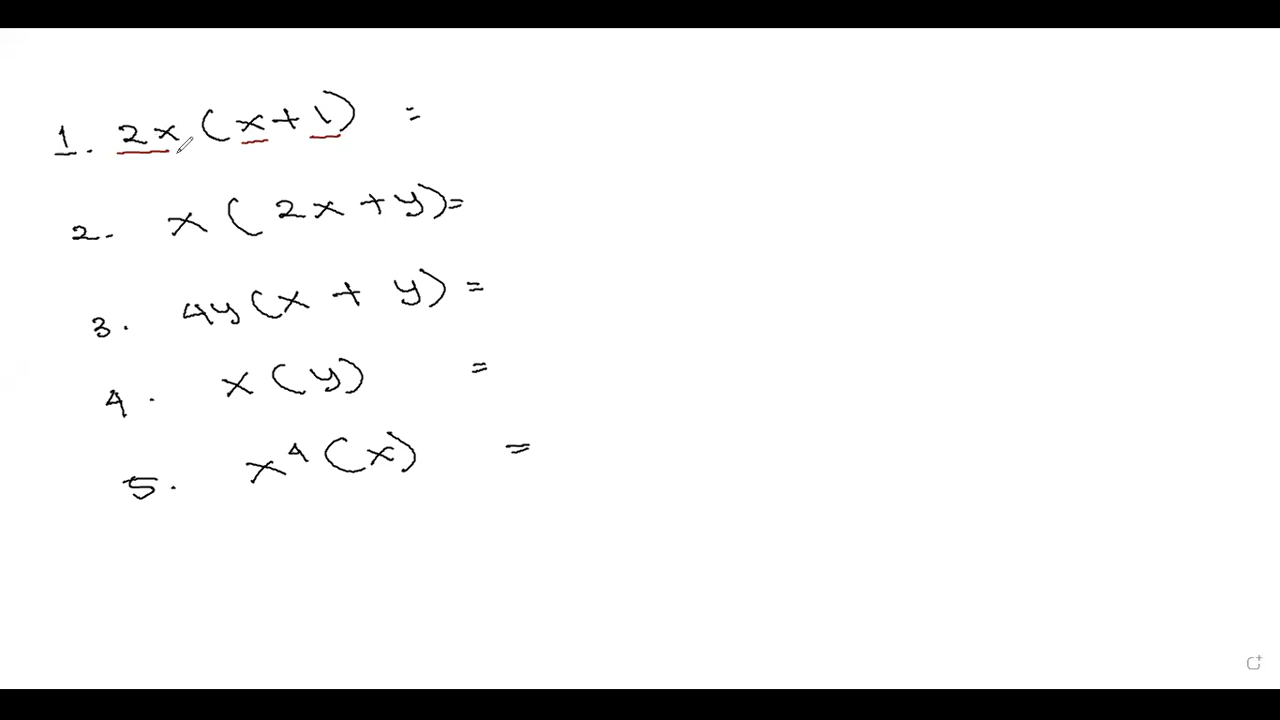 1. 2x (x+1) =
2. x (2x+y)=
3. 4y(x + y) =
4. x (y) =
5. x⁴ (x) =